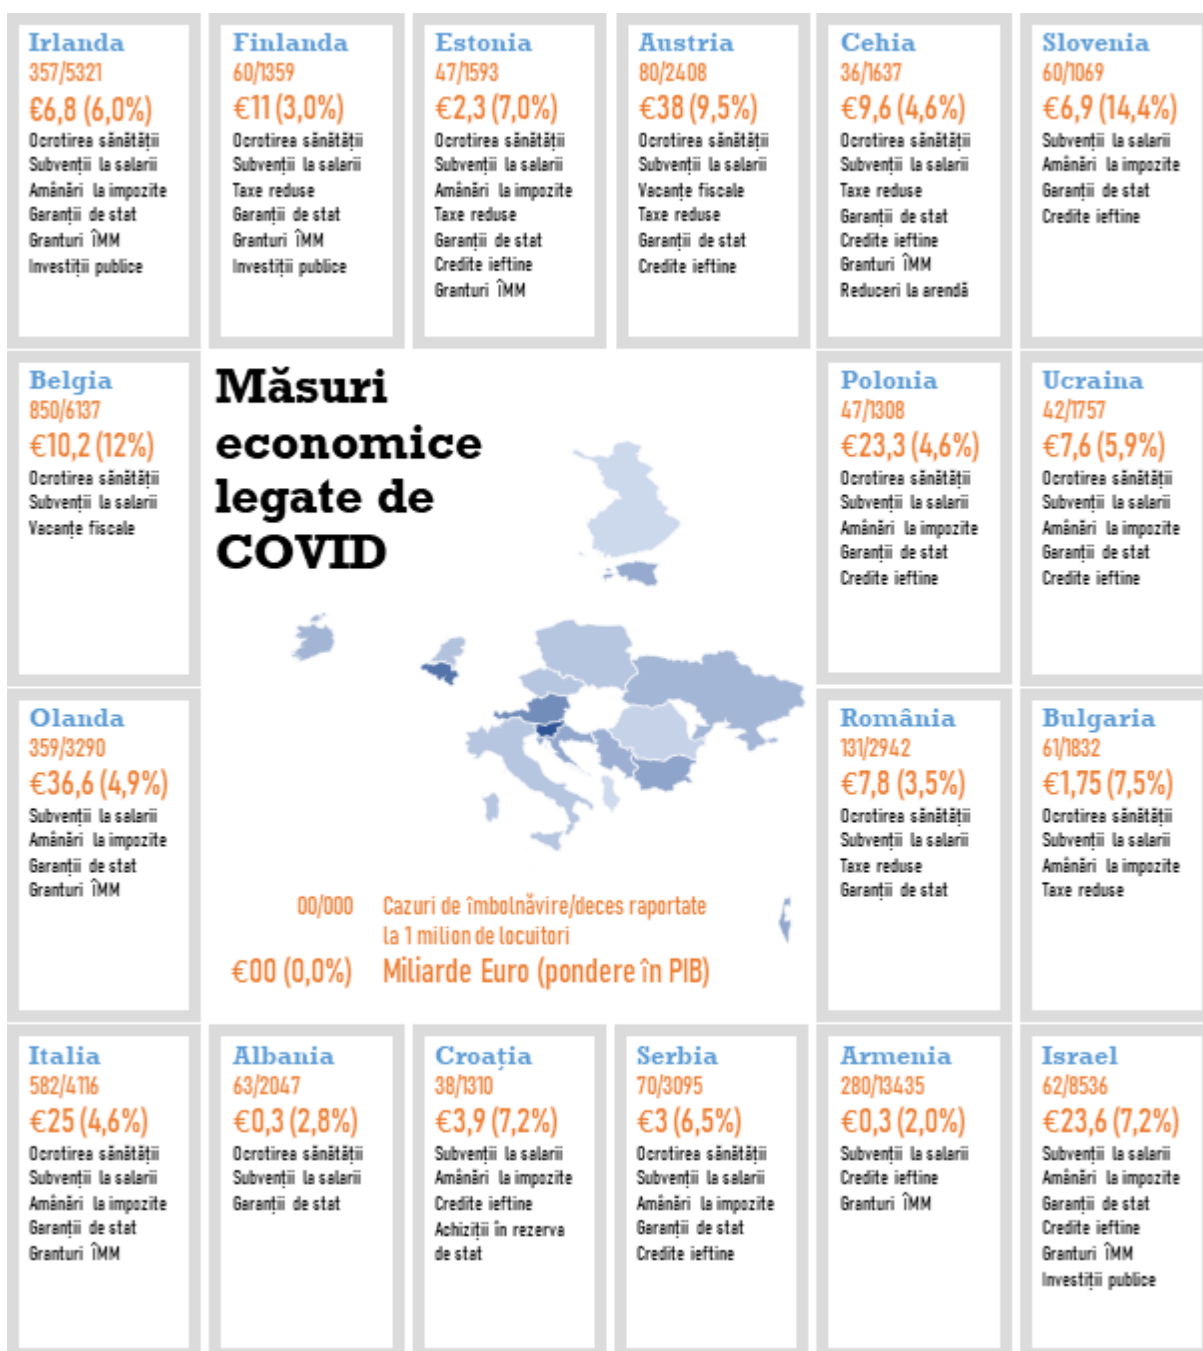 Irlanda
357/5321
€6,8 (6,0%)
Ocrotirea sănătății
Subvenții la salarii
Amânări la impozite
Garanții de stat
Granturi ÎMM
Investiții publice
Finlanda
60/1359
€11 (3,0%)
Ocrotirea sănătății
Subvenții la salarii
Taxe reduse
Garanții de stat
Granturi ÎMM
Investiții publice
Estonia
47/1593
€2,3 (7,0%)
Ocrotirea sănătății
Subvenții la salarii
Amânări la impozite
Taxe reduse
Garanții de stat
Credite ieftine
Granturi ÎMM
Austria
80/2408
€38 (9,5%)
Ocrotirea sănătății
Subvenții la salarii
Vacanțe fiscale
Taxe reduse
Garanții de stat
Credite ieftine
Cehia
36/1637
€9,6 (4,6%)
Ocrotirea sănătății
Subvenții la salarii
Taxe reduse
Garanții de stat
Credite ieftine
Granturi ÎMM
Reduceri la arendă
Slovenia
60/1069
€6,9 (14,4%)
Subvenții la salarii
Amânări la impozite
Garanții de stat
Credite ieftine
Belgia
850/6137
€10,2 (12%)
Ocrotirea sănătății
Subvenții la salarii
Vacanțe fiscale
Măsuri
economice
legate de
COVID
Polonia
47/1308
€23,3 (4,6%)
Ocrotirea sănătății
Subvenții la salarii
Amânări la impozite
Garanții de stat
Credite ieftine
Ucraina
42/1757
€7,6 (5,9%)
Ocrotirea sănătății
Subvenții la salarii
Amânări la impozite
Garanții de stat
Credite ieftine
Olanda
359/3290
€36,6 (4,9%)
Subvenții la salarii
Amânări la impozite
Garanții de stat
Granturi ÎMM
România
131/2942
€7,8 (3,5%)
Ocrotirea sănătății
Subvenții la salarii
Taxe reduse
Garanții de stat
Bulgaria
61/1832
€1,75 (7,5%)
Ocrotirea sănătății
Subvenții la salarii
Amânări la impozite
Taxe reduse
00/000 Cazuri de îmbolnăvire/deces raportate
la 1 milion de locuitori
€00 (0,0%) Miliarde Euro (pondere în PIB)
Italia
582/4116
€25 (4,6%)
Ocrotirea sănătății
Subvenții la salarii
Amânări la impozite
Garanții de stat
Granturi ÎMM
Albania
63/2047
€0,3 (2,8%)
Ocrotirea sănătății
Subvenții la salarii
Garanții de stat
Croația
38/1310
€3,9 (7,2%)
Subvenții la salarii
Amânări la impozite
Credite ieftine
Achiziții în rezerva
de stat
Serbia
70/3095
€3 (6,5%)
Ocrotirea sănătății
Subvenții la salarii
Amânări la impozite
Garanții de stat
Credite ieftine
Armenia
280/13435
€0,3 (2,0%)
Subvenții la salarii
Credite ieftine
Granturi ÎMM
Israel
62/8536
€23,6 (7,2%)
Subvenții la salarii
Amânări la impozite
Garanții de stat
Credite ieftine
Granturi ÎMM
Investiții publice